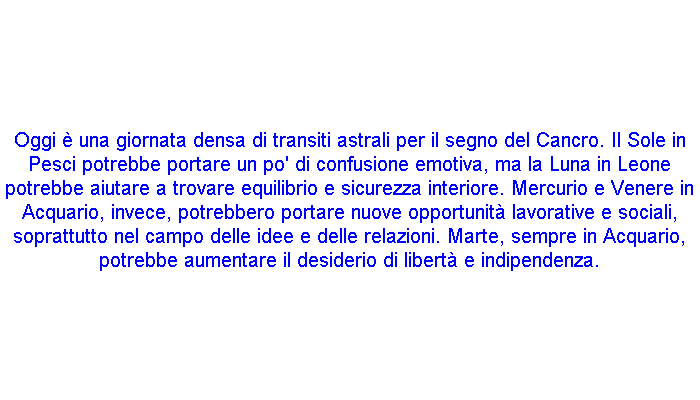 Oggi è una giornata densa di transiti astrali per il segno del Cancro. Il Sole in
Pesci potrebbe portare un po' di confusione emotiva, ma la Luna in Leone
potrebbe aiutare a trovare equilibrio e sicurezza interiore. Mercurio e Venere in
Acquario, invece, potrebbero portare nuove opportunità lavorative e sociali,
soprattutto nel campo delle idee e delle relazioni. Marte, sempre in Acquario,
potrebbe aumentare il desiderio di libertà e indipendenza.